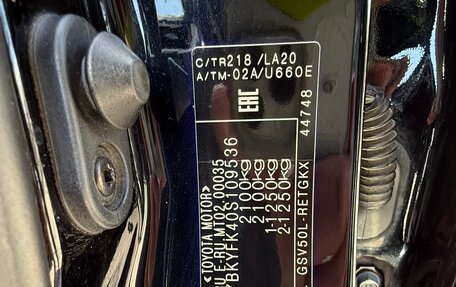 C/TR218 /LA20
A/TM-02A/U660E
EAC
«TOYOTA MOTOR»
E-RU.MT02.00035
BKYFK40S109536
2100kg
2100kg
1-1250kg
2-1250kg
GSV50L-RETGKX
44748